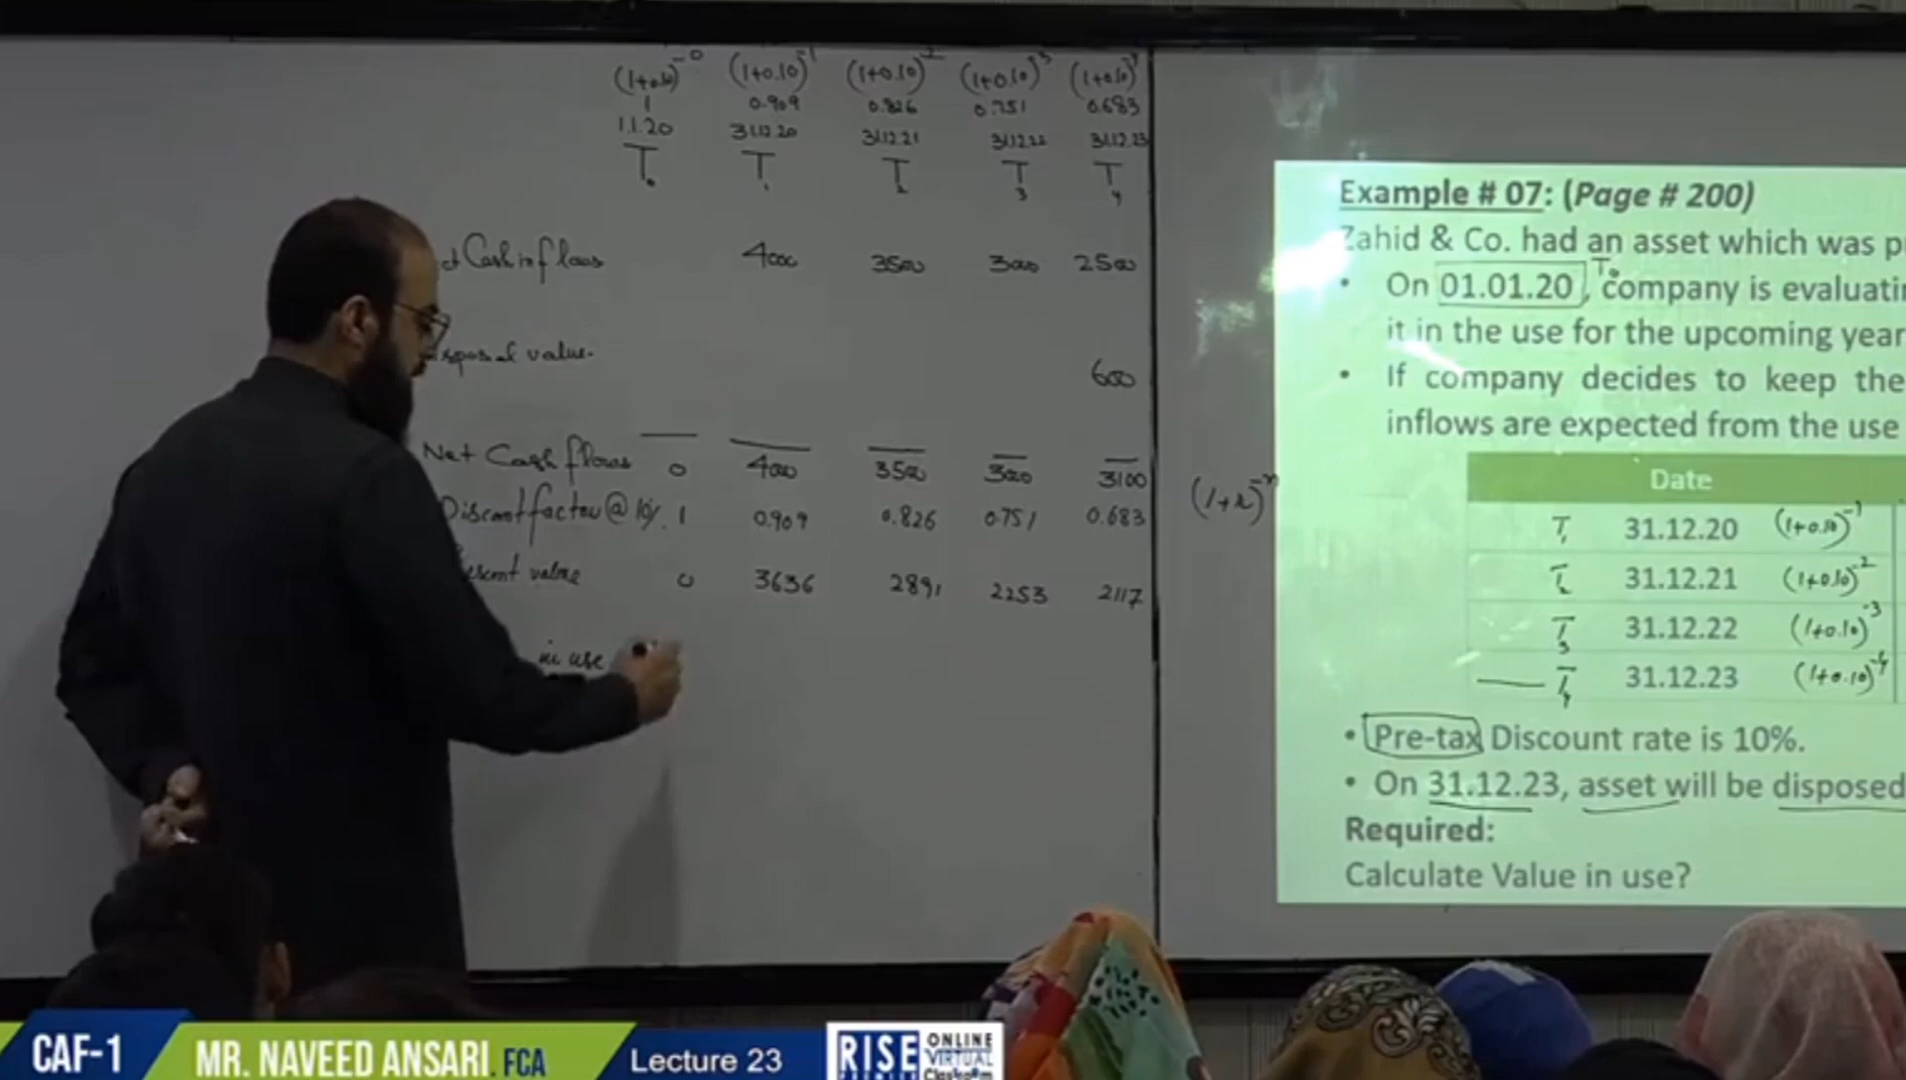 (1+0.10)^-0 (1+0.10)^-1 (1+0.10)^-2 (1+0.10)^-3 (1+0.10)^-4
1 0.909 0.826 0.751 0.683
1.1.20 31.12.20 31.12.21 31.12.22 31.12.23
T0 T1 T2 T3 T4
Cash inflows 4000 3500 3000 2500
value 600
Net Cash flows 0 4000 3500 3000 3100
Discount factor @ 10% 1 0.909 0.826 0.751 0.683
value 0 3636 2891 2253 2117
in use
(1+r)^-n
Example # 07: (Page # 200)
Zahid & Co. had an asset which was p
T0
• On 01.01.20, company is evaluati
it in the use for the upcoming year
• If company decides to keep the
inflows are expected from the use
Date
T1 31.12.20 (1+0.10)^-1
T2 31.12.21 (1+0.10)^-2
T3 31.12.22 (1+0.10)^-3
T4 31.12.23 (1+0.10)^-4
• Pre-tax Discount rate is 10%.
• On 31.12.23, asset will be disposed
Required:
Calculate Value in use?
CAF-1
MR. NAVEED ANSARI. FCA
Lecture 23
RISE
PREMIER
ONLINE
VIRTUAL
Classroom